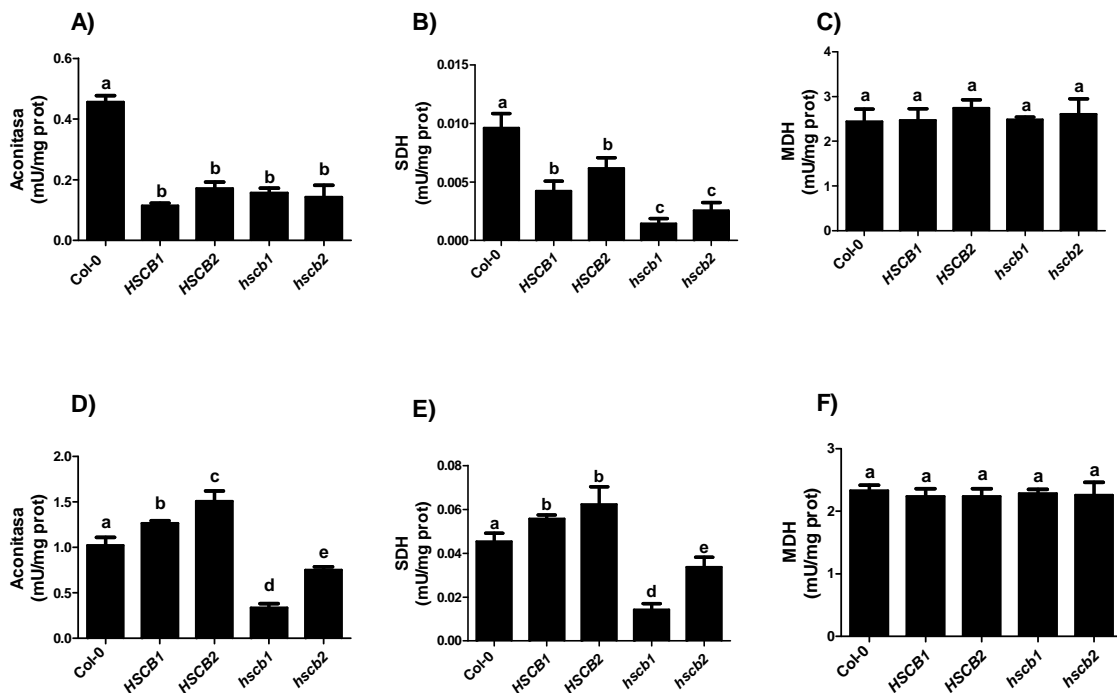 A)
Aconitasa
(mU/mg prot)
0.6
0.4
0.2
0.0
a
b
b
b
b
Col-0
HSCB1
HSCB2
hscb1
hscb2
B)
SDH
(mU/mg prot)
0.015
0.010
0.005
0.000
a
b
b
c
c
Col-0
HSCB1
HSCB2
hscb1
hscb2
C)
MDH
(mU/mg prot)
4
3
2
1
0
a
a
a
a
a
Col-0
HSCB1
HSCB2
hscb1
hscb2
D)
Aconitasa
(mU/mg prot)
2.0
1.5
1.0
0.5
0.0
a
b
c
d
e
Col-0
HSCB1
HSCB2
hscb1
hscb2
E)
SDH
(mU/mg prot)
0.08
0.06
0.04
0.02
0.00
a
b
b
d
e
Col-0
HSCB1
HSCB2
hscb1
hscb2
F)
MDH
(mU/mg prot)
3
2
1
0
a
a
a
a
a
Col-0
HSCB1
HSCB2
hscb1
hscb2